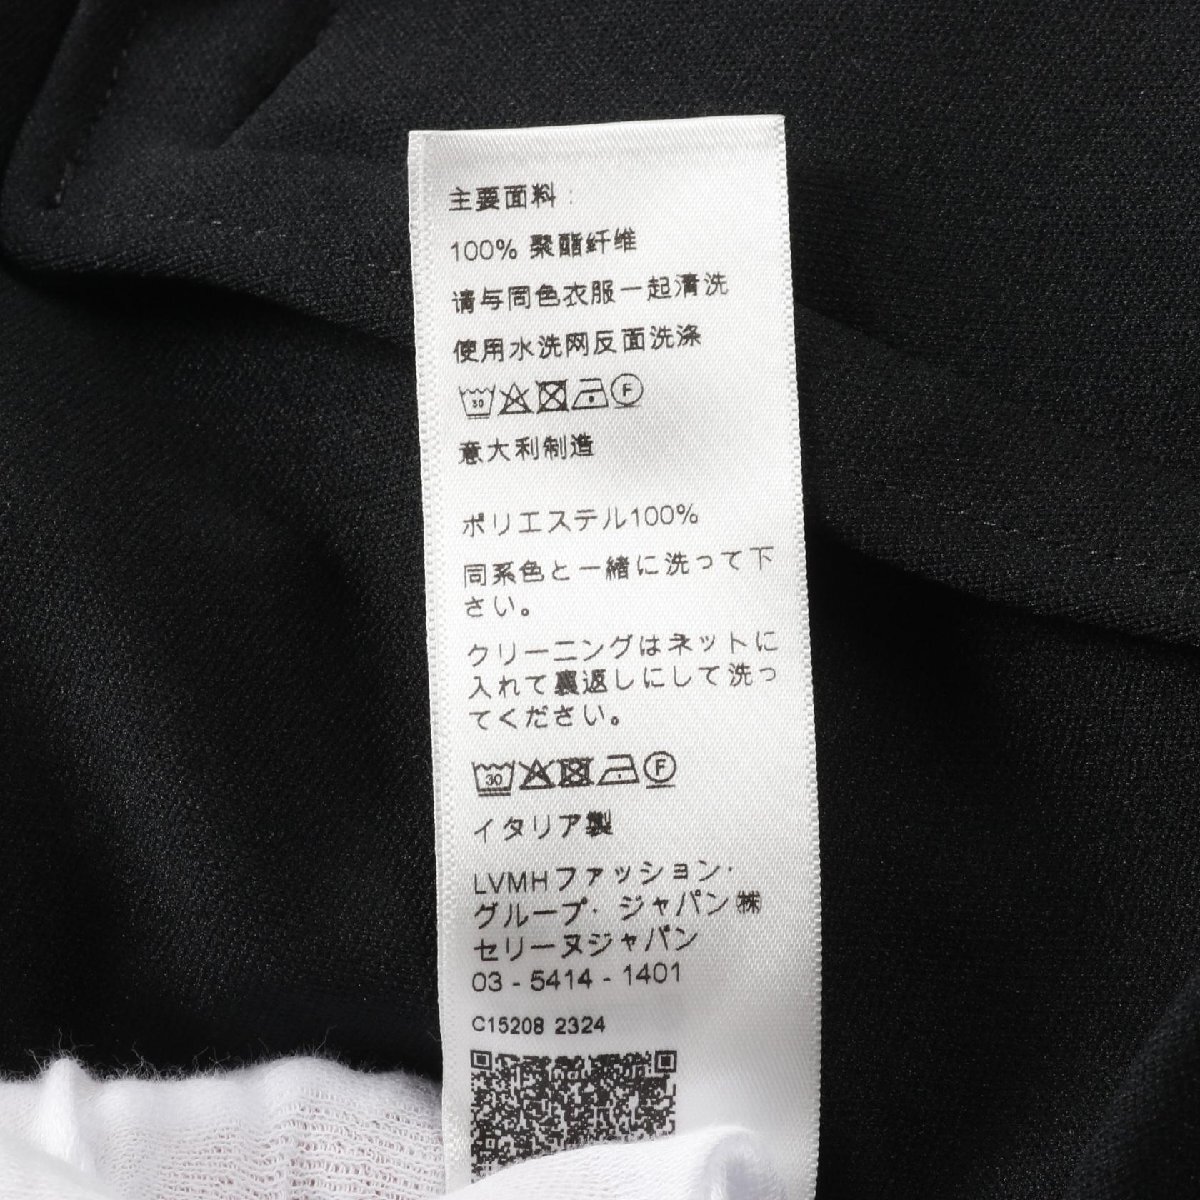 主要面料：
100% 聚酯纤维
请与同色衣服一起清洗
使用水洗网反面洗涤
30 F
意大利制造
ポリエステル100%
同系色と一緒に洗って下
さい。
クリーニングはネットに
入れて裏返しにして洗っ
てください。
30 F
イタリア製
LVMHファッション・
グループ・ジャパン㈱
セリーヌジャパン
03 - 5414 - 1401
C15208 2324